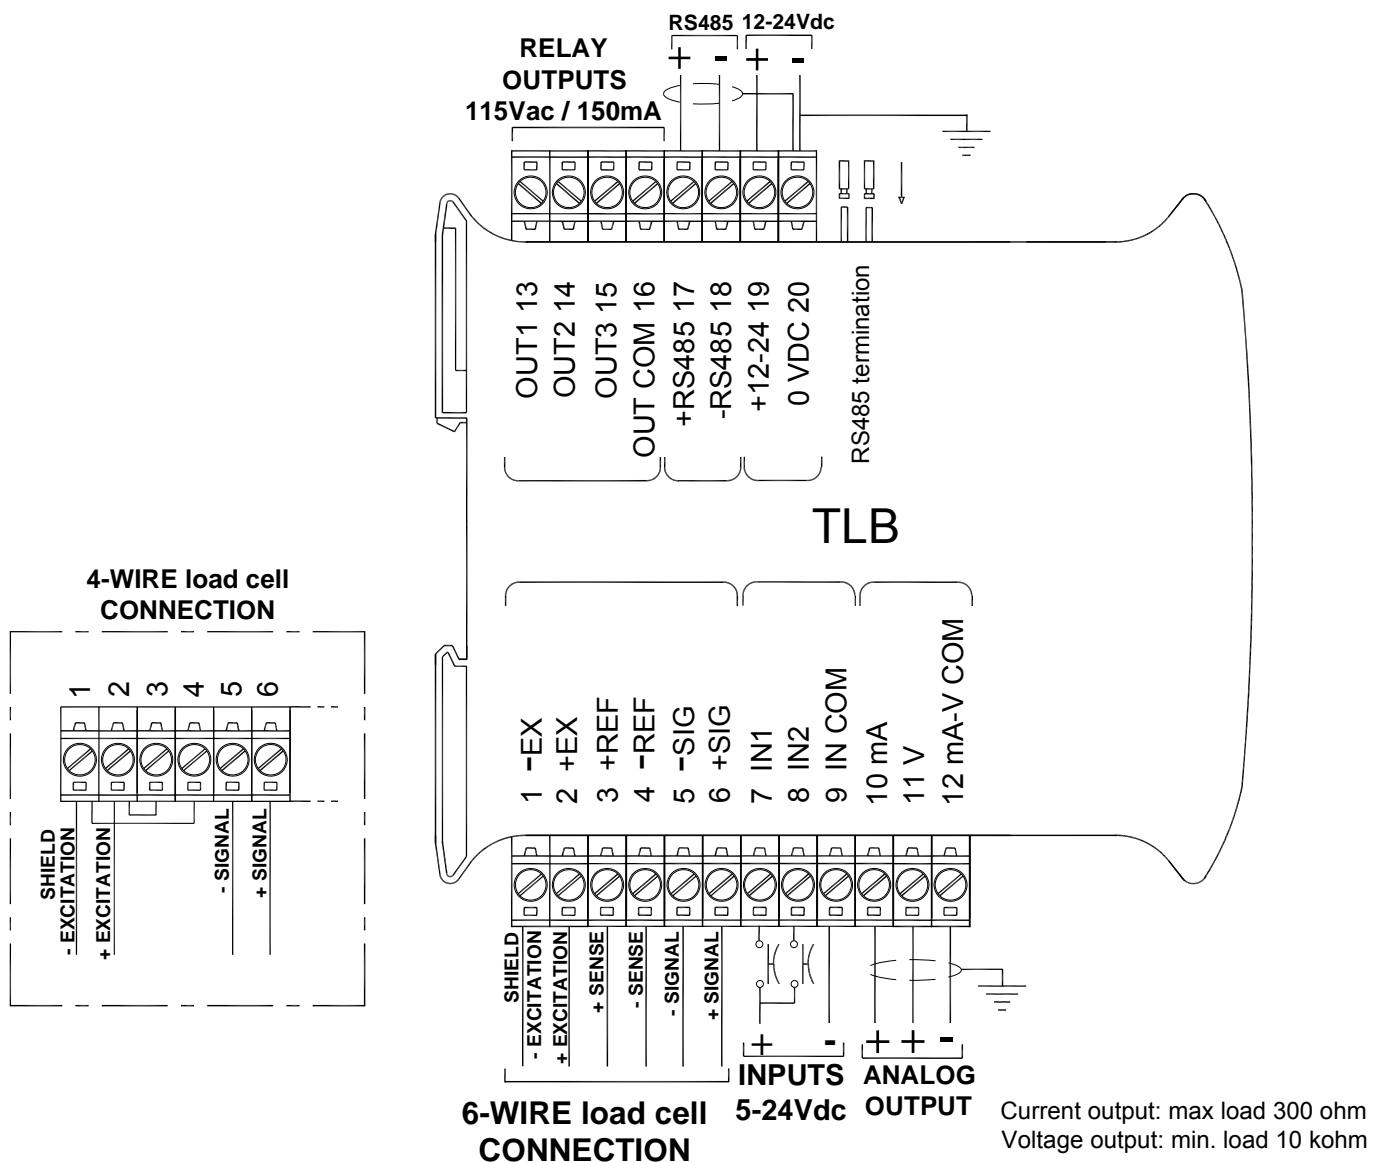 RS485 12-24Vdc
+ - + -
RELAY
OUTPUTS
115Vac / 150mA
OUT1 13
OUT2 14
OUT3 15
OUT COM 16
+RS485 17
-RS485 18
+12-24 19
0 VDC 20
RS485 termination
TLB
4-WIRE load cell
CONNECTION
1
2
3
4
5
6
SHIELD
- EXCITATION
+ EXCITATION
- SIGNAL
+ SIGNAL
1 -EX
2 +EX
3 +REF
4 -REF
5 -SIG
6 +SIG
7 IN1
8 IN2
9 IN COM
10 mA
11 V
12 mA-V COM
SHIELD
- EXCITATION
+ EXCITATION
+ SENSE
- SENSE
- SIGNAL
+ SIGNAL
6-WIRE load cell
CONNECTION
+ -
INPUTS
5-24Vdc
+ + -
ANALOG
OUTPUT
Current output: max load 300 ohm
Voltage output: min. load 10 kohm